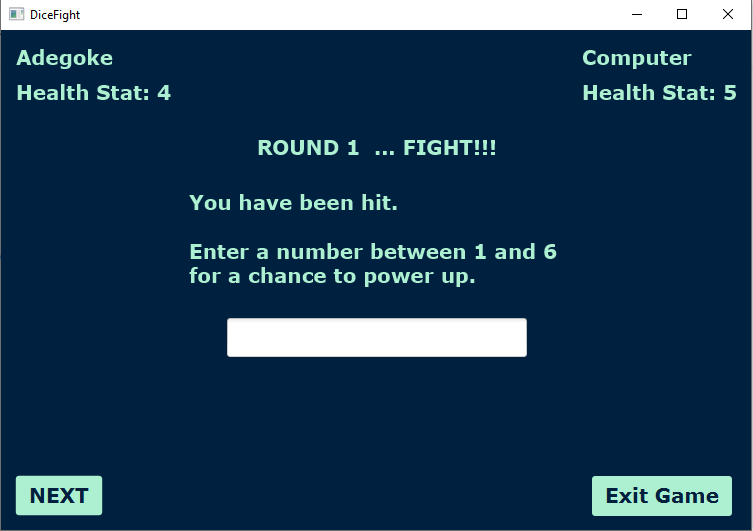 DiceFight
Adegoke
Computer
Health Stat: 4
Health Stat: 5
ROUND 1  ... FIGHT!!!
You have been hit.
Enter a number between 1 and 6
for a chance to power up.
NEXT
Exit Game